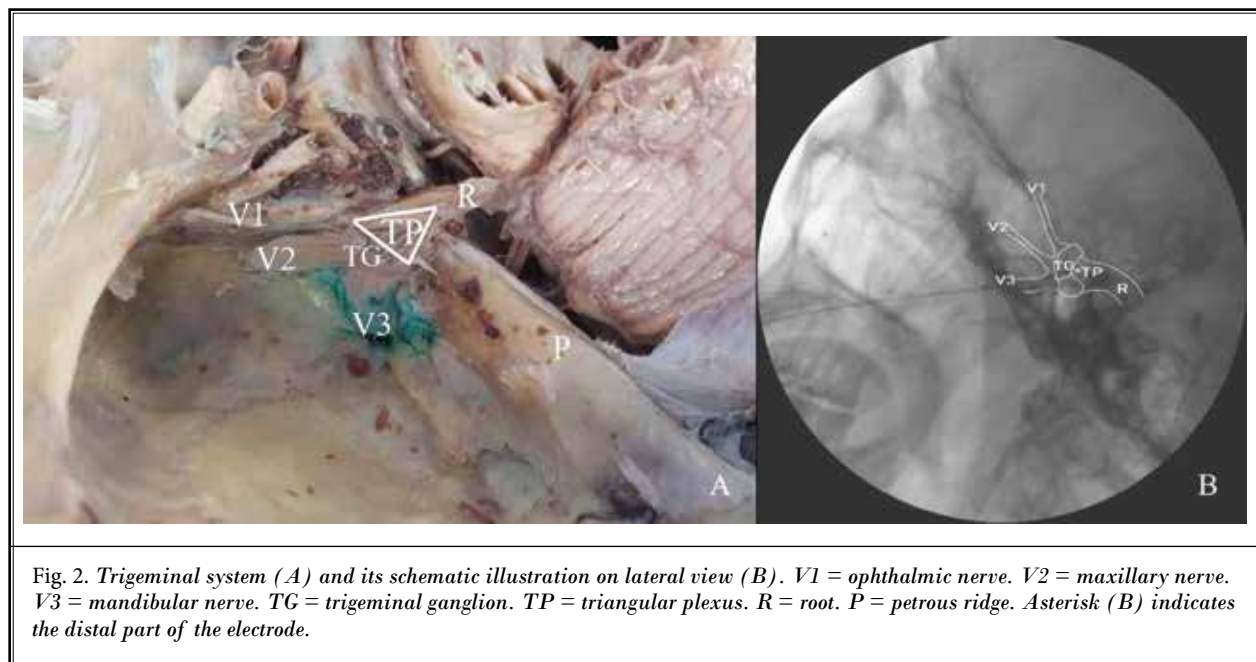 V1
R
TP
TG
V2
V3
P
A
V1
V2
TG*TP
V3
R
B
Fig. 2. Trigeminal system (A) and its schematic illustration on lateral view (B). V1 = ophthalmic nerve. V2 = maxillary nerve.
V3 = mandibular nerve. TG = trigeminal ganglion. TP = triangular plexus. R = root. P = petrous ridge. Asterisk (B) indicates
the distal part of the electrode.